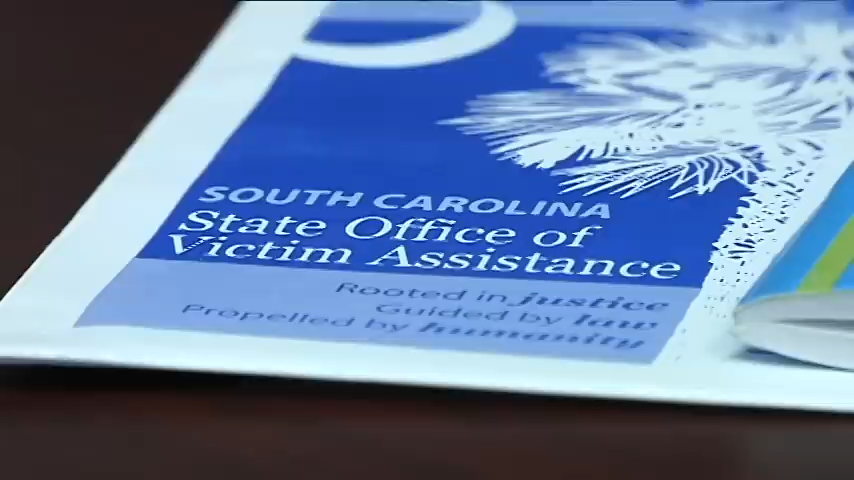 SOUTH CAROLINA
State Office of
Victim Assistance
Rooted in justice
Guided by law
Propelled by humanity